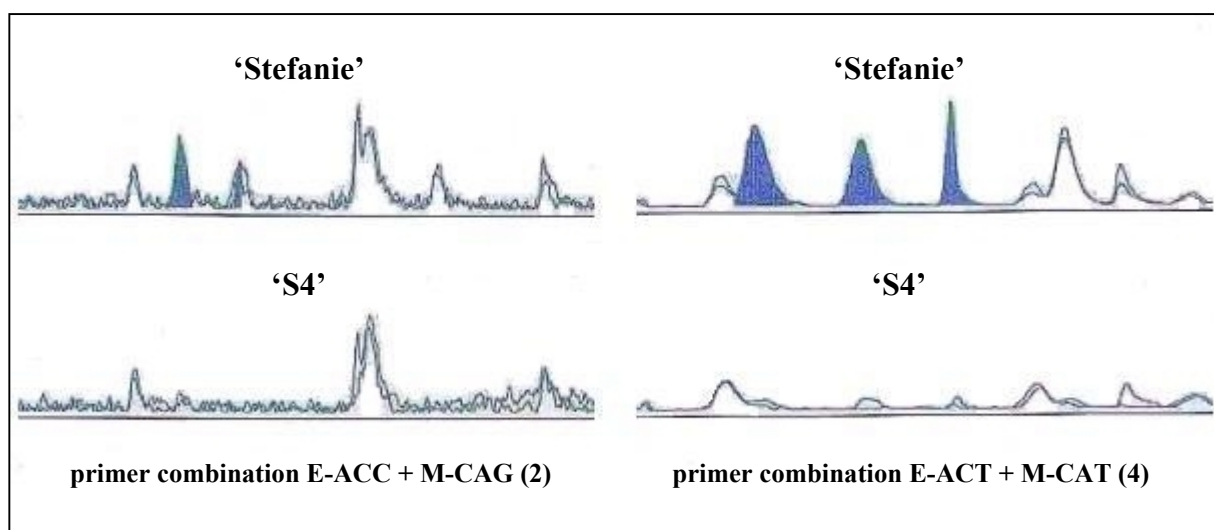 ‘Stefanie’
‘Stefanie’
‘S4’
‘S4’
primer combination E-ACC + M-CAG (2)
primer combination E-ACT + M-CAT (4)